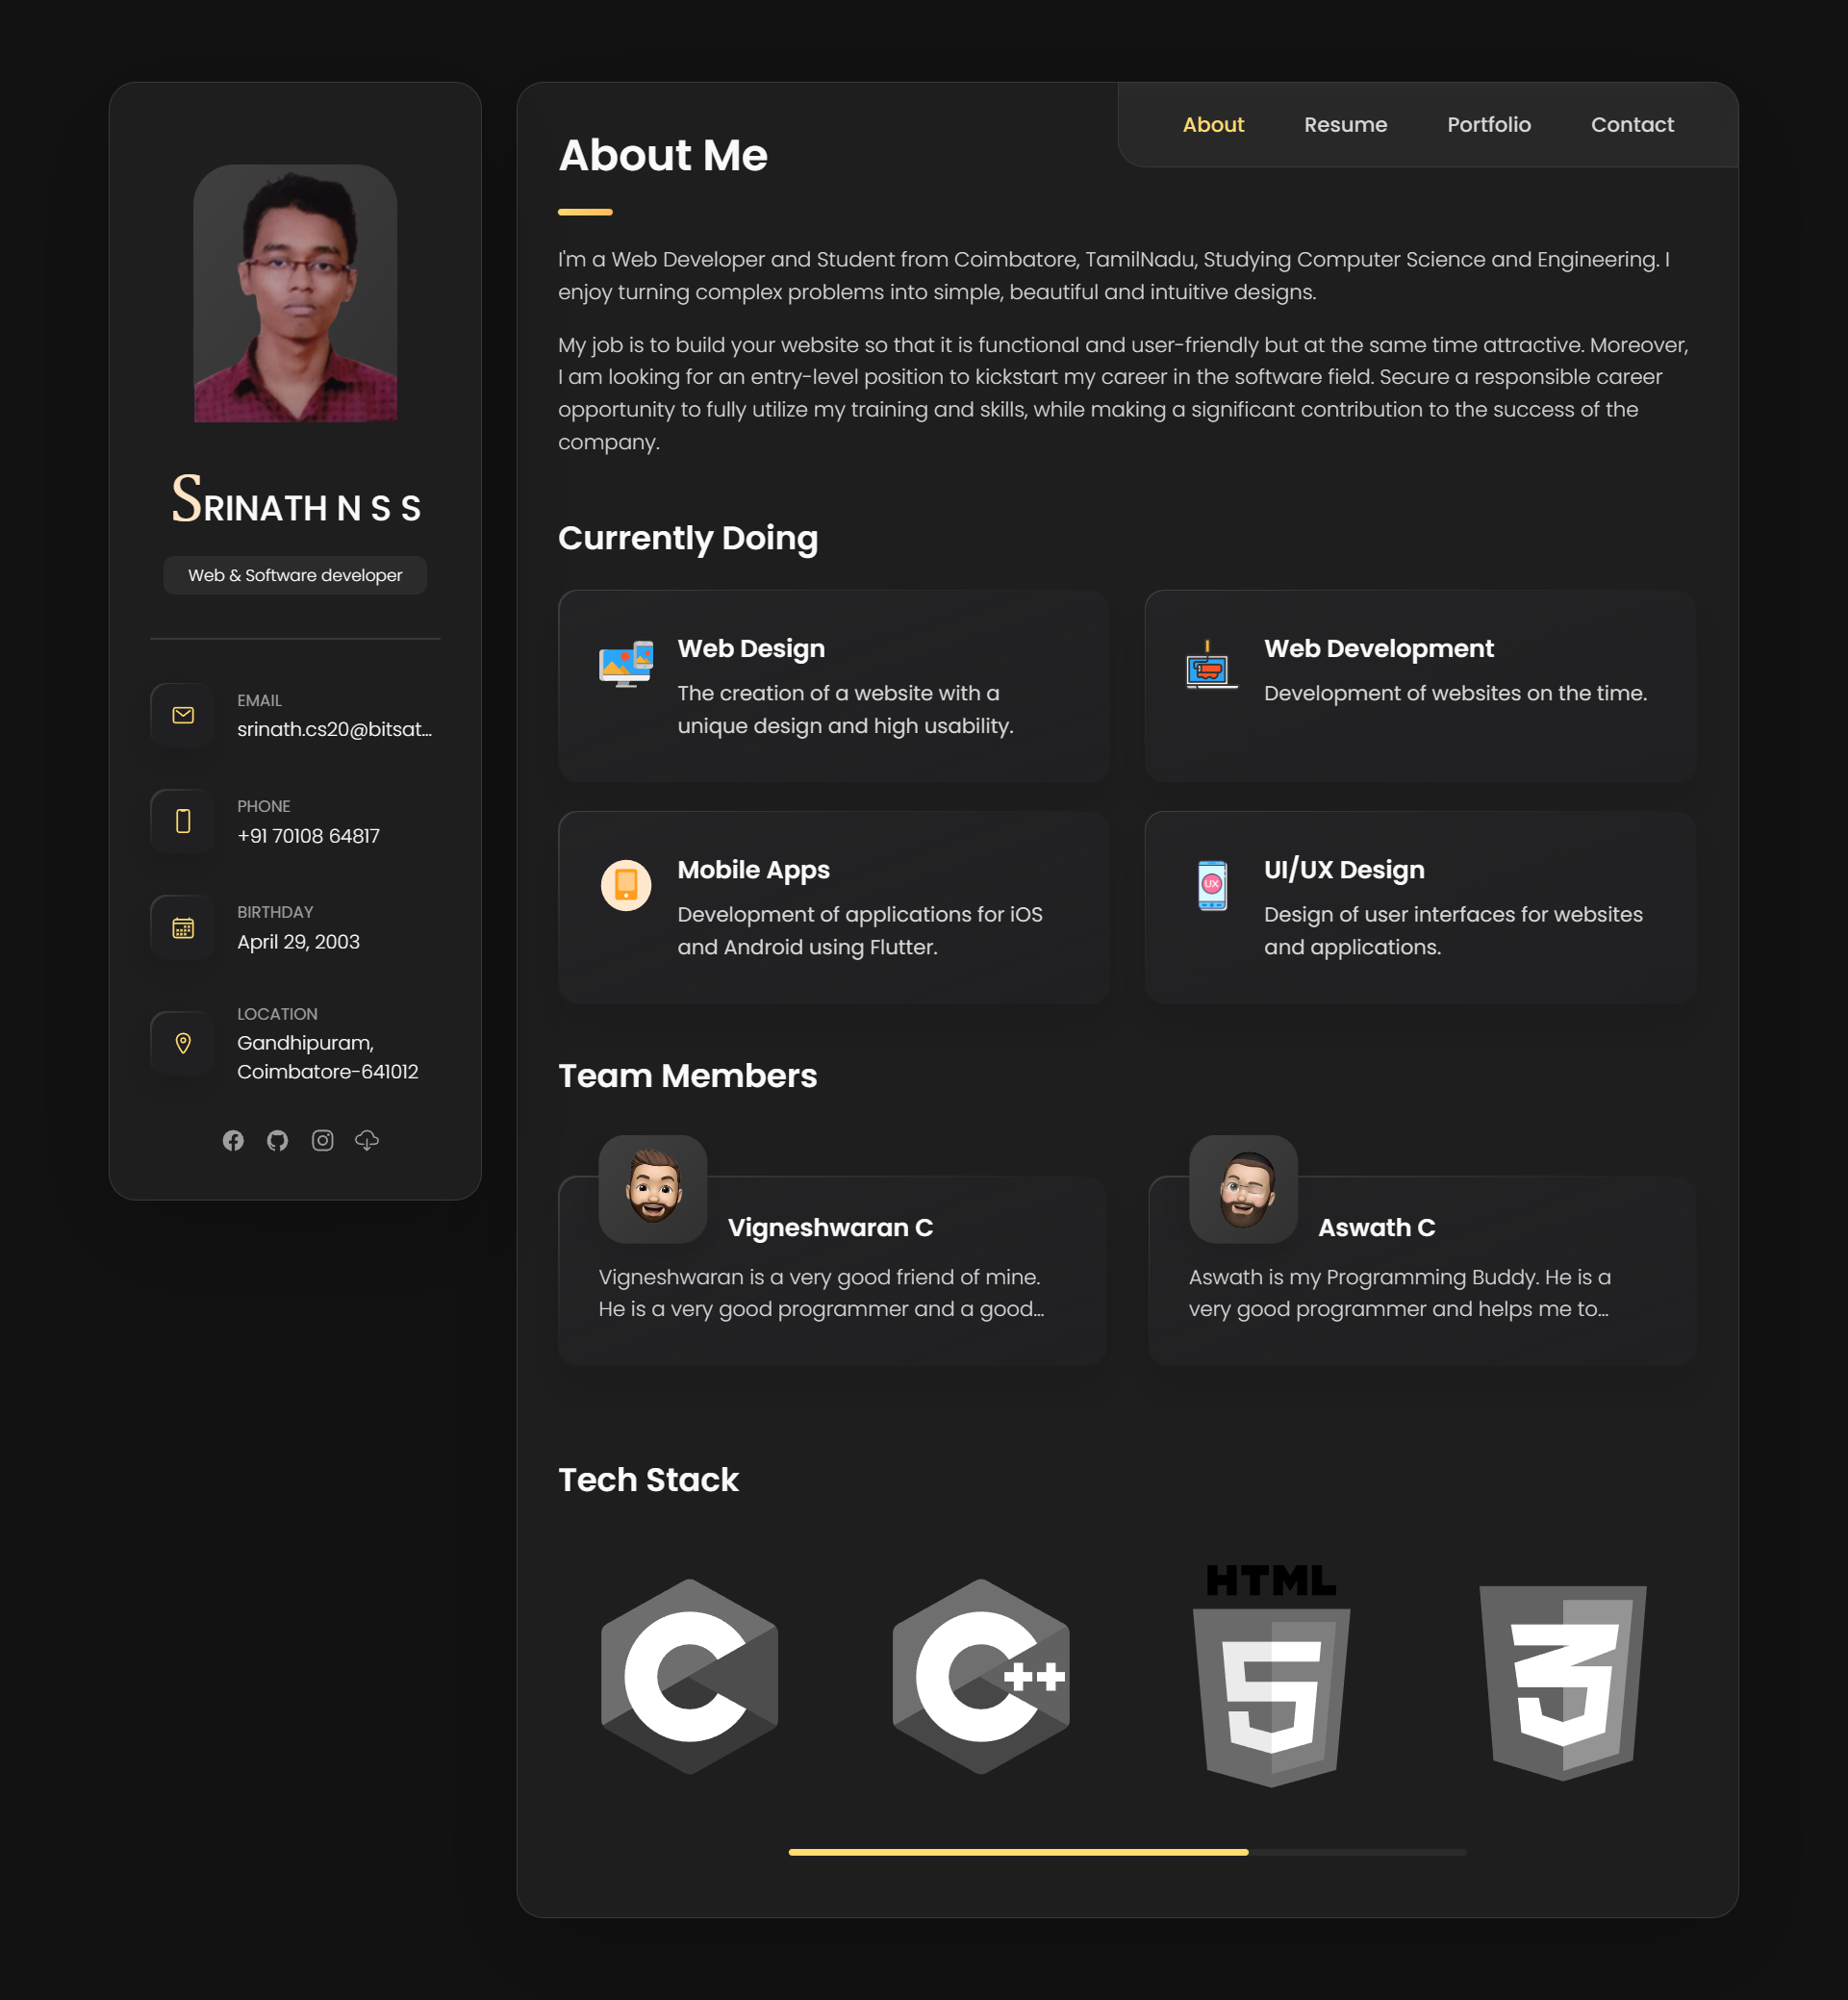 SRINATH N S S
Web & Software developer
EMAIL
srinath.cs20@bitsat...
PHONE
+91 70108 64817
BIRTHDAY
April 29, 2003
LOCATION
Gandhipuram,
Coimbatore-641012
About Resume Portfolio Contact
About Me
I'm a Web Developer and Student from Coimbatore, TamilNadu, Studying Computer Science and Engineering. I
enjoy turning complex problems into simple, beautiful and intuitive designs.
My job is to build your website so that it is functional and user-friendly but at the same time attractive. Moreover,
I am looking for an entry-level position to kickstart my career in the software field. Secure a responsible career
opportunity to fully utilize my training and skills, while making a significant contribution to the success of the
company.
Currently Doing
Web Design
The creation of a website with a
unique design and high usability.
Web Development
Development of websites on the time.
Mobile Apps
Development of applications for iOS
and Android using Flutter.
UX
UI/UX Design
Design of user interfaces for websites
and applications.
Team Members
Vigneshwaran C
Vigneshwaran is a very good friend of mine.
He is a very good programmer and a good...
Aswath C
Aswath is my Programming Buddy. He is a
very good programmer and helps me to...
Tech Stack
C
C++
HTML
5
3